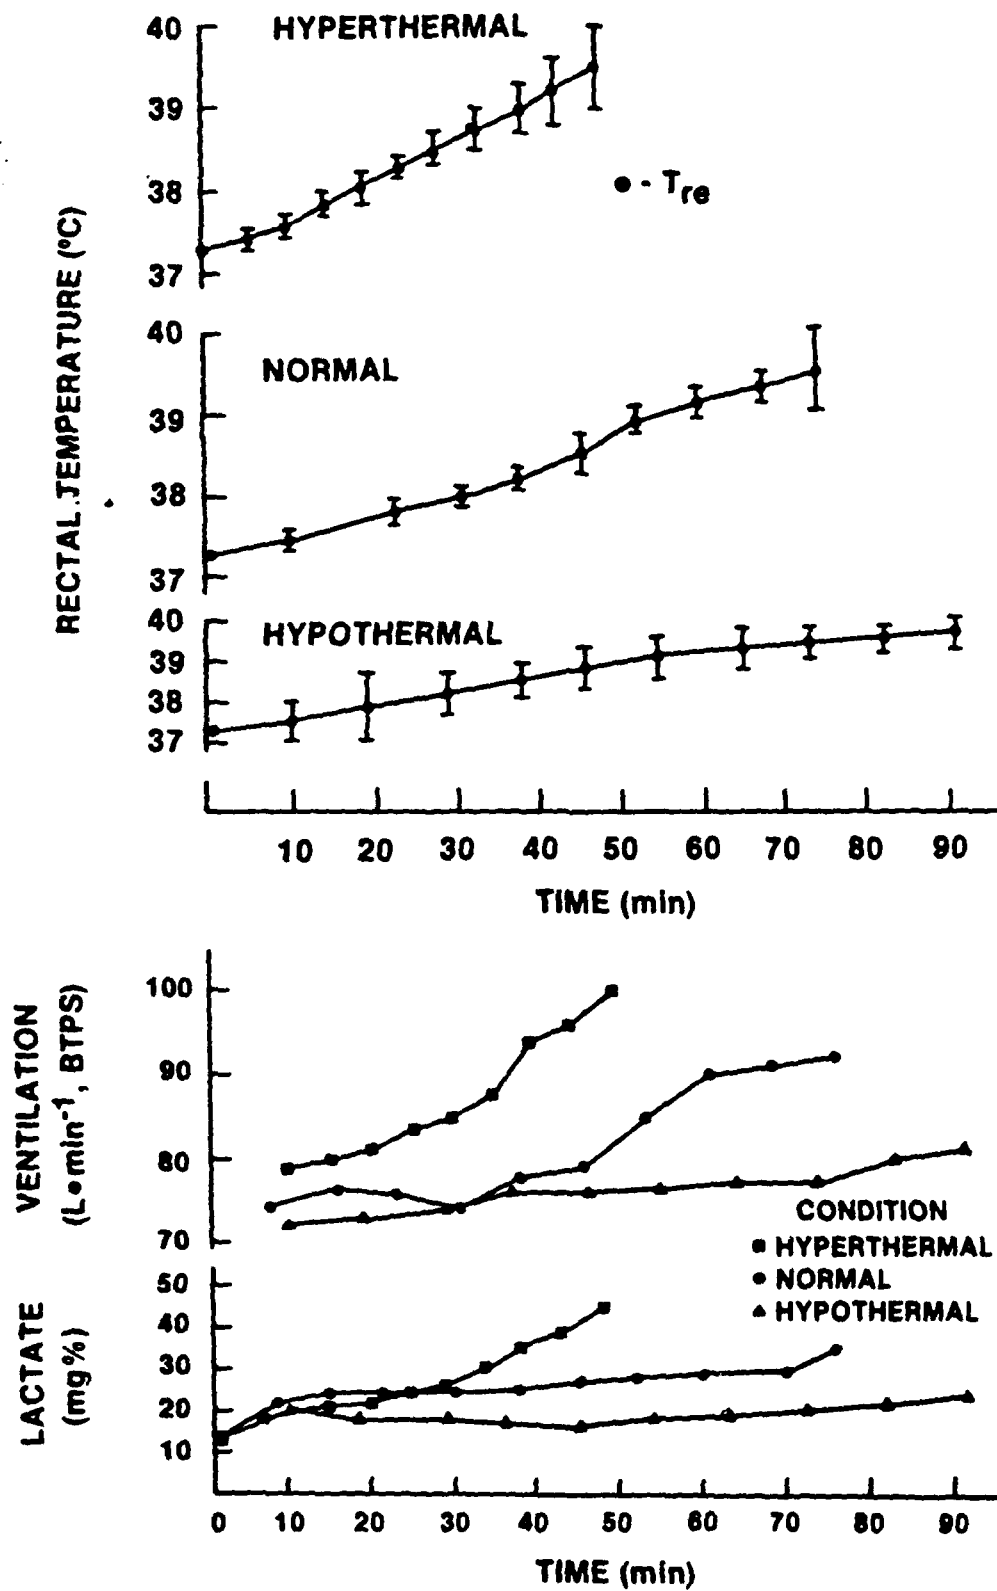 HYPERTHERMAL
40
39
38
37
● - Tre
RECTAL TEMPERATURE (°C)
NORMAL
40
39
38
37
HYPOTHERMAL
40
39
38
37
10 20 30 40 50 60 70 80 90
TIME (min)
VENTILATION
(L•min-1, BTPS)
100
90
80
70
CONDITION
■ HYPERTHERMAL
● NORMAL
▲ HYPOTHERMAL
LACTATE
(mg%)
50
40
30
20
10
0 10 20 30 40 50 60 70 80 90
TIME (min)